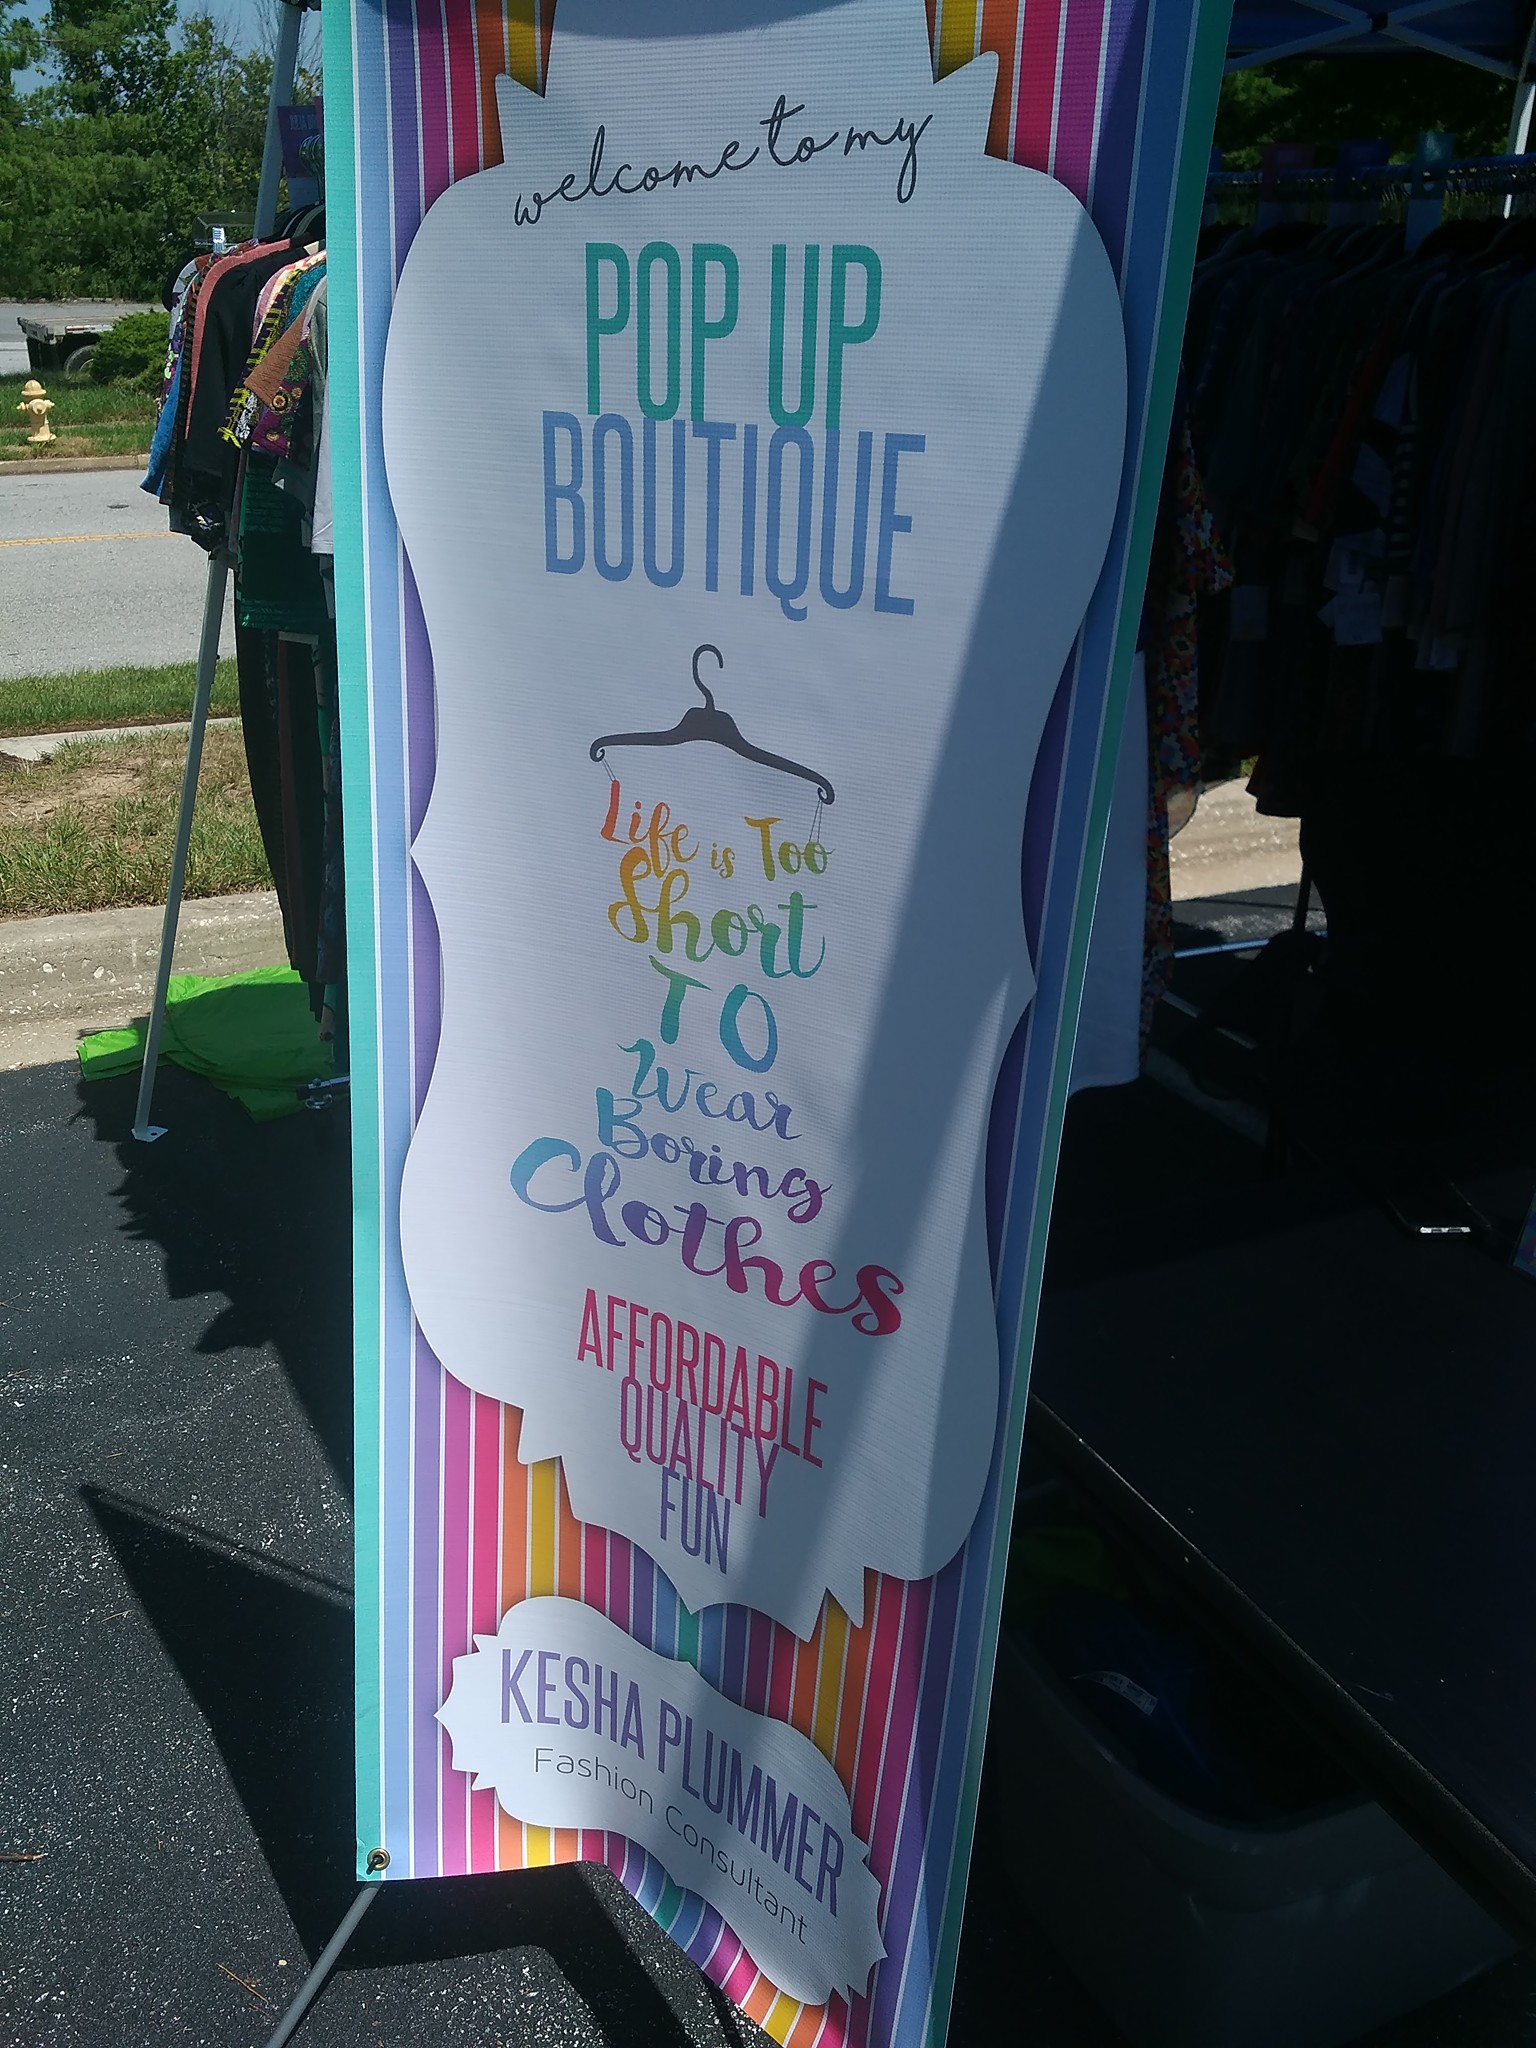 welcome to my
POP UP
BOUTIQUE
Life is Too
Short
TO
Wear
Boring
Clothes
AFFORDABLE
QUALITY
FUN
KESHA PLUMMER
Fashion Consultant